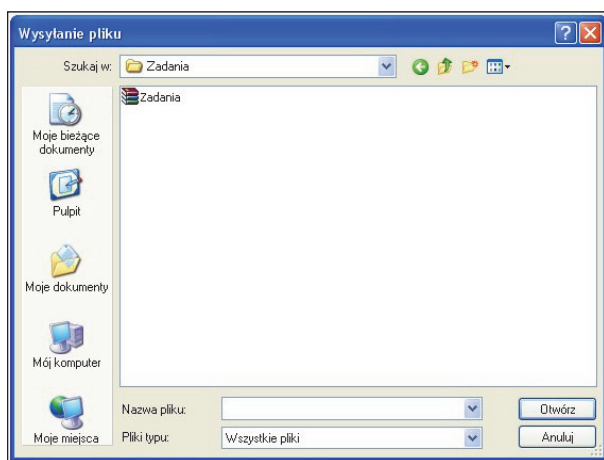 Wysyłanie pliku
Szukaj w: Zadania
Zadania
Moje bieżące
dokumenty
Pulpit
Moje dokumenty
Mój komputer
Moje miejsca
Nazwa pliku:
Otwórz
Pliki typu: Wszystkie pliki
Anuluj